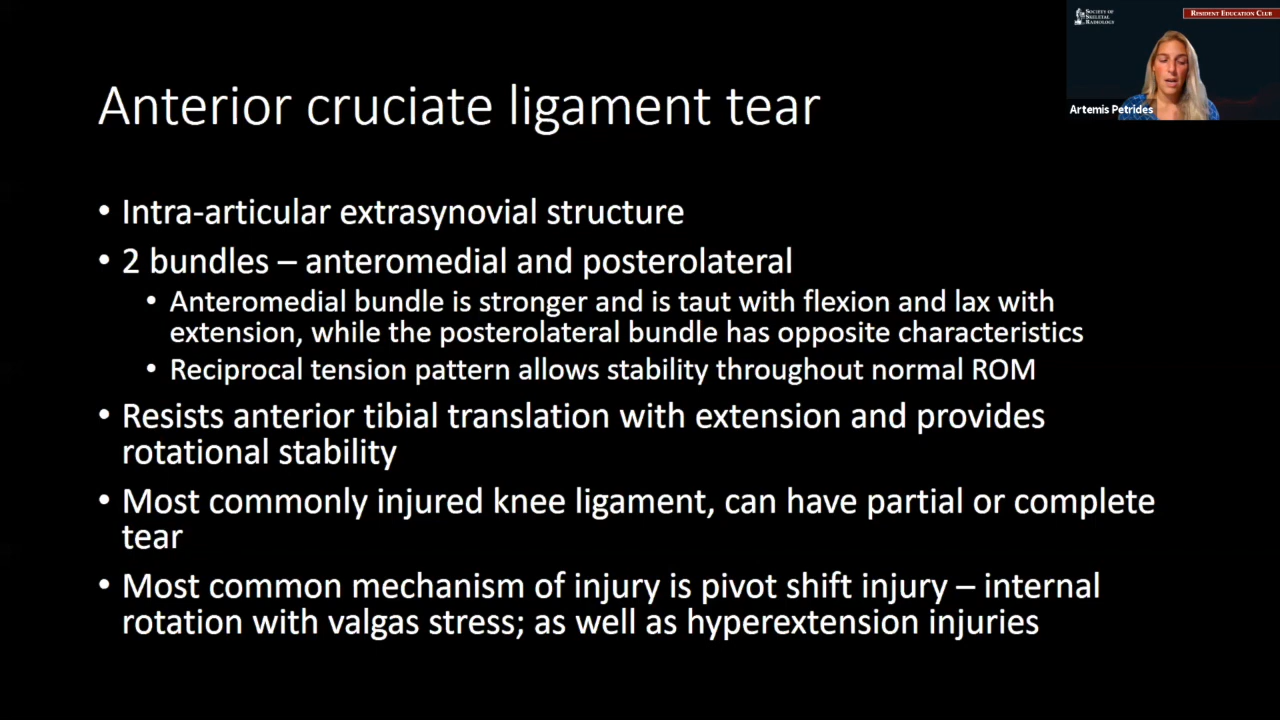 SOCIETY OF
SKELETAL
RADIOLOGY
RESIDENT EDUCATION CLUB
Artemis Petrides
Anterior cruciate ligament tear
• Intra-articular extrasynovial structure
• 2 bundles – anteromedial and posterolateral
• Anteromedial bundle is stronger and is taut with flexion and lax with
extension, while the posterolateral bundle has opposite characteristics
• Reciprocal tension pattern allows stability throughout normal ROM
• Resists anterior tibial translation with extension and provides
rotational stability
• Most commonly injured knee ligament, can have partial or complete
tear
• Most common mechanism of injury is pivot shift injury – internal
rotation with valgas stress; as well as hyperextension injuries